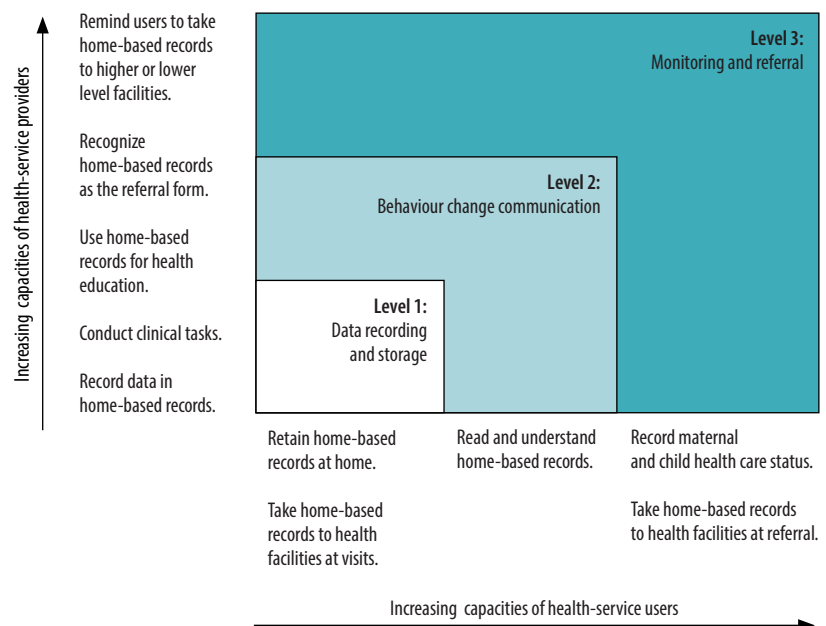 Increasing capacities of health-service providers
Remind users to take
home-based records
to higher or lower
level facilities.
Recognize
home-based records
as the referral form.
Use home-based
records for health
education.
Conduct clinical tasks.
Record data in
home-based records.
Level 3:
Monitoring and referral
Level 2:
Behaviour change communication
Level 1:
Data recording
and storage
Retain home-based
records at home.
Take home-based
records to health
facilities at visits.
Read and understand
home-based records.
Record maternal
and child health care status.
Take home-based records
to health facilities at referral.
Increasing capacities of health-service users